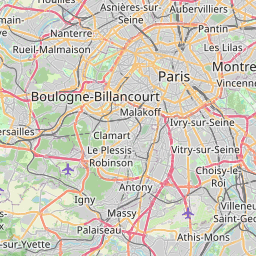 Asnières-sur-
Seine
Aubervilliers
Nanterre
Pantin
Rueil-Malmaison
Les Lilas
Paris
Montre
Vincenne
Boulogne-Billancourt
Malakoff
Ivry-sur-Seine
ersailles
Clamart
Le Plessis
Robinson
Vitry-sur-Seine
Choisy-le
Roi
Antony
Igny
Massy
Villeneu
Saint-Geo
Palaiseau
Athis-Mons
s-sur-Yvette